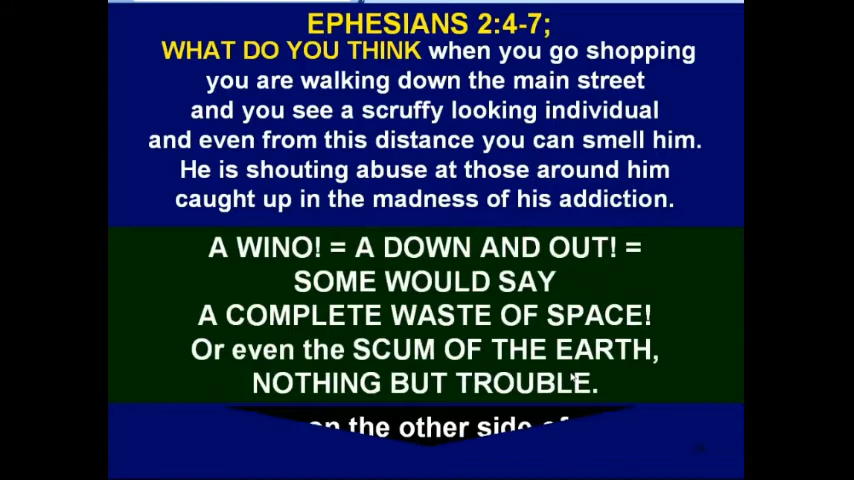 EPHESIANS 2:4-7;
WHAT DO YOU THINK when you go shopping
you are walking down the main street
and you see a scruffy looking individual
and even from this distance you can smell him.
He is shouting abuse at those around him
caught up in the madness of his addiction.
A WINO! = A DOWN AND OUT! =
SOME WOULD SAY
A COMPLETE WASTE OF SPACE!
Or even the SCUM OF THE EARTH,
NOTHING BUT TROUBLE.
on the other side of